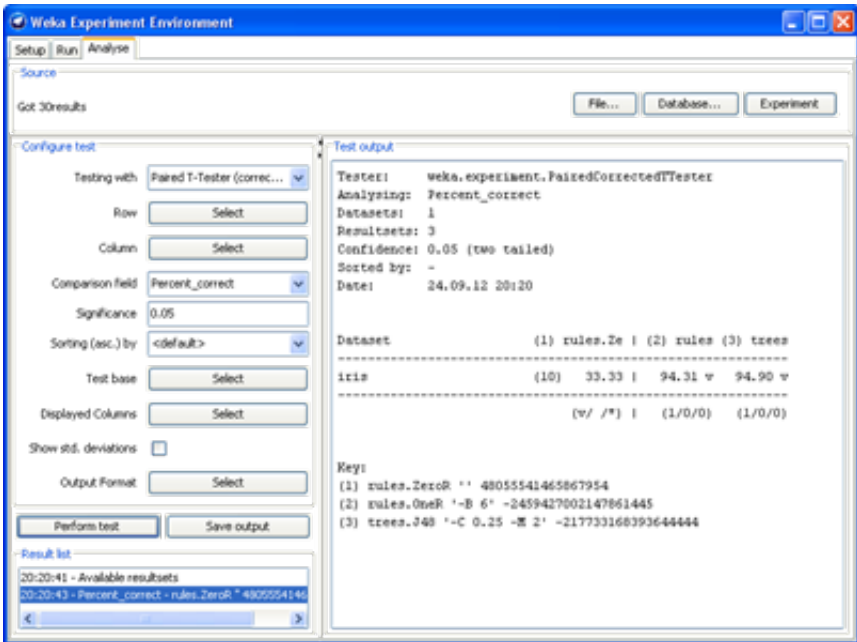 Weka Experiment Environment
Setup Run Analyse
Source
Got 30results
File... Database... Experiment
Configure test
Testing with Paired T-Tester (correc...
Row Select
Column Select
Comparison field Percent_correct
Significance 0.05
Sorting (asc.) by <default>
Test base Select
Displayed Columns Select
Show std. deviations
Output Format Select
Perform test Save output
Result list
20:20:41 - Available resultsets
20:20:43 - Percent_correct - rules.ZeroR '' 4805554146
Test output
Tester: weka.experiment.PairedCorrectedTTester
Analysing: Percent_correct
Datasets: 1
Resultsets: 3
Confidence: 0.05 (two tailed)
Sorted by: -
Date: 24.09.12 20:20
Dataset (1) rules.Ze | (2) rules (3) trees
----------------------------------------------------------
iris (10) 33.33 | 94.31 v 94.90 v
----------------------------------------------------------
(v/ /*) | (1/0/0) (1/0/0)
Key:
(1) rules.ZeroR '' 48055541465867954
(2) rules.OneR '-B 6' -2459427002147861445
(3) trees.J48 '-C 0.25 -M 2' -217733168393644444